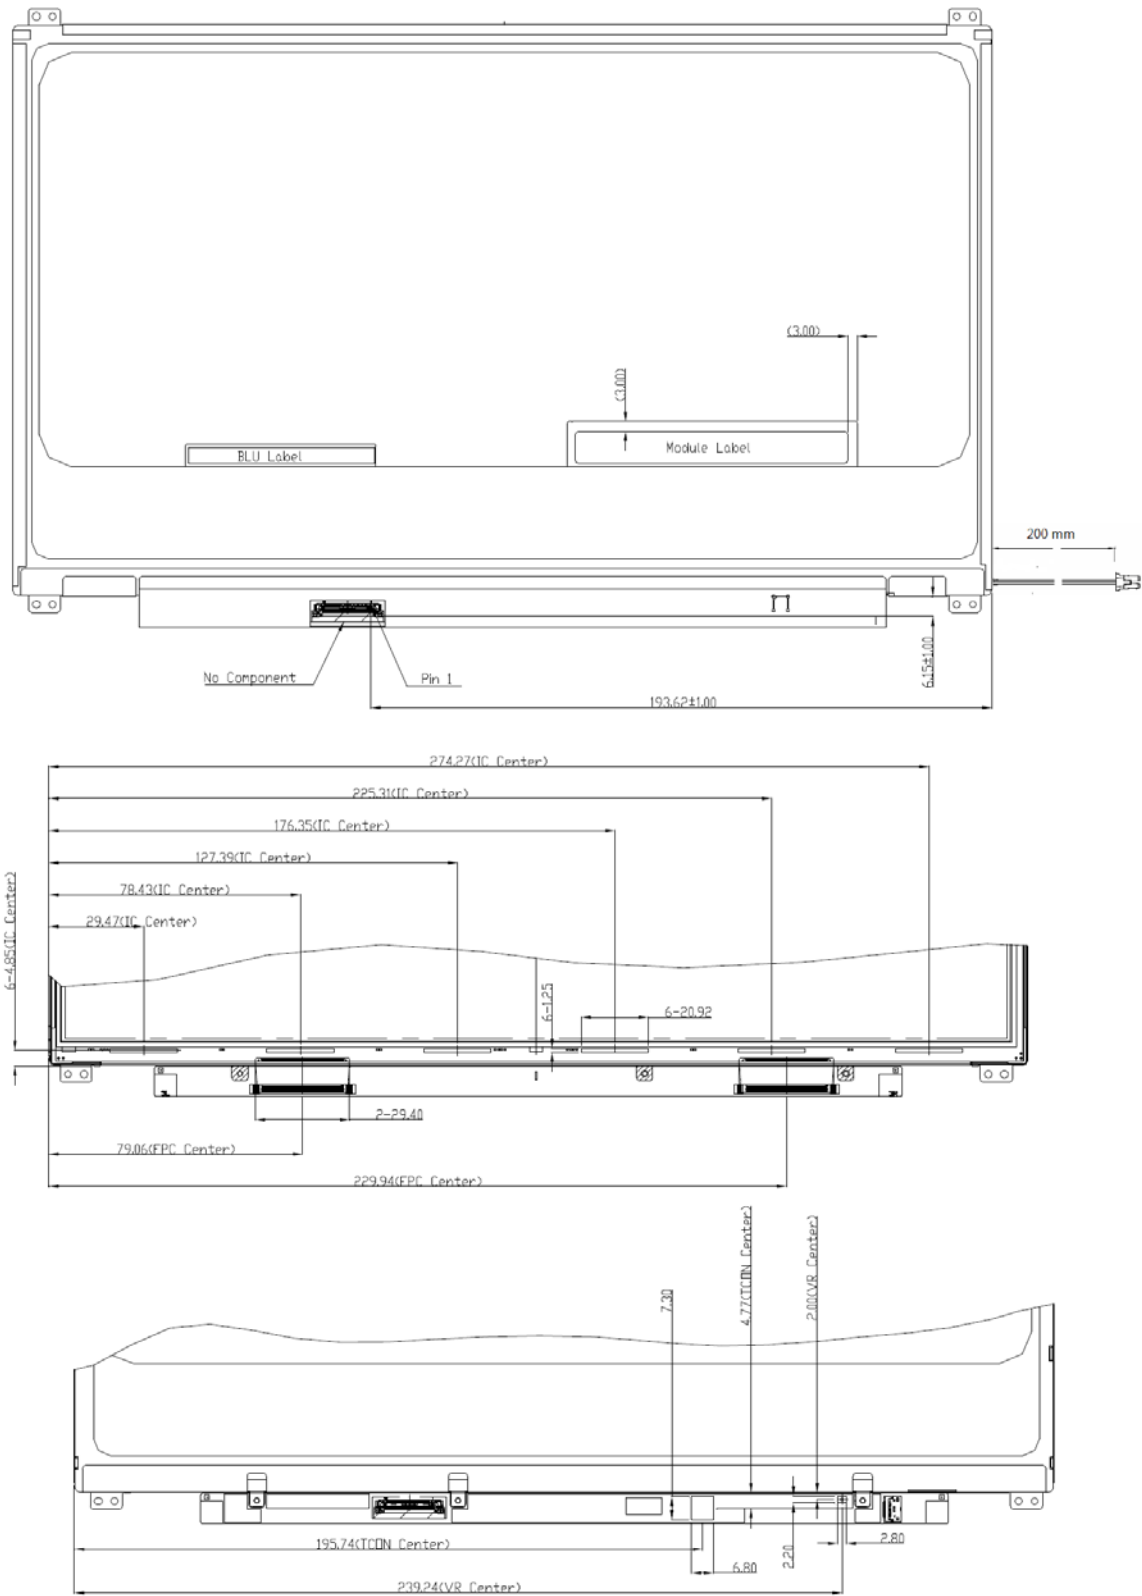 (3.00)
(3.00)
BLU Label
Module Label
200 mm
6.15±1.00
No Component
Pin 1
193.62±1.00
274.27(IC Center)
225.31(IC Center)
176.35(IC Center)
127.39(IC Center)
78.43(IC Center)
29.47(IC Center)
6-4.85(IC Center)
6-1.25
6-20.92
2-29.40
79.06(FPC Center)
229.94(FPC Center)
7.30
4.77(TCON Center)
2.00(VR Center)
195.74(TCON Center)
6.80
2.20
2.80
239.24(VR Center)